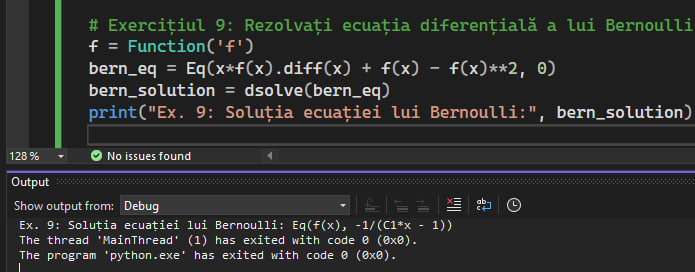 # Exercițiul 9: Rezolvați ecuația diferențială a lui Bernoulli
f = Function('f')
bern_eq = Eq(x*f(x).diff(x) + f(x) - f(x)**2, 0)
bern_solution = dsolve(bern_eq)
print("Ex. 9: Soluția ecuației lui Bernoulli:", bern_solution)
128 % No issues found
Output
Show output from: Debug
Ex. 9: Soluția ecuației lui Bernoulli: Eq(f(x), -1/(C1*x - 1))
The thread 'MainThread' (1) has exited with code 0 (0x0).
The program 'python.exe' has exited with code 0 (0x0).